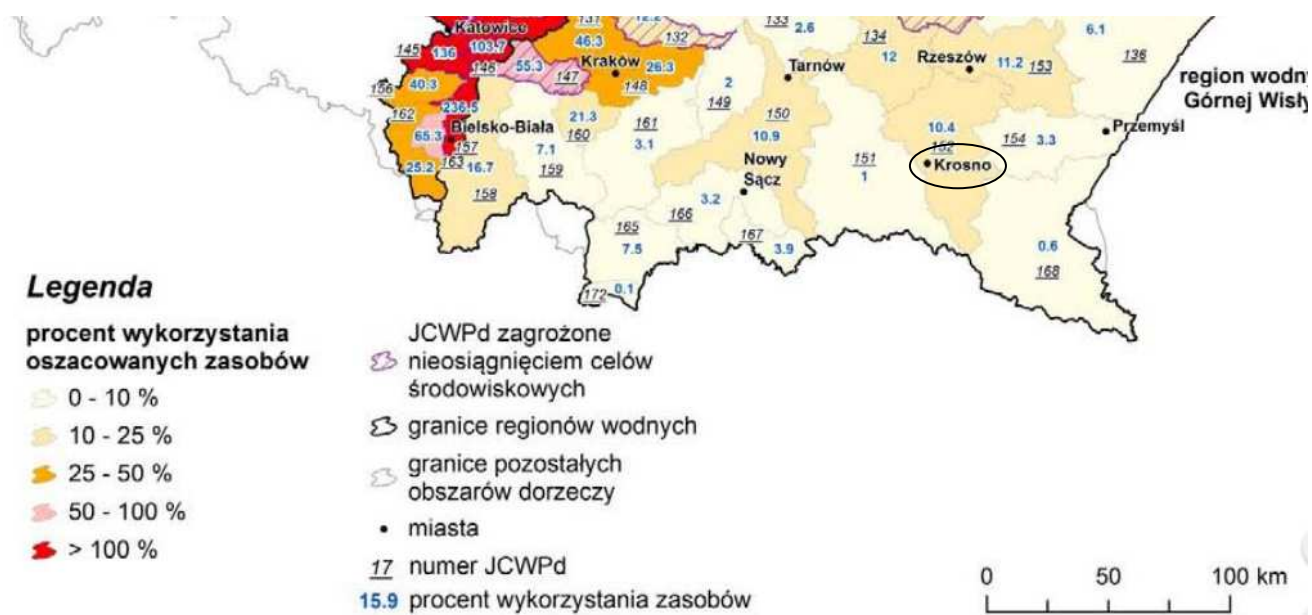 131
12.2
133
Katowice
132
2.6
134
6.1
145
136
103.7
46.3
Kraków
26.3
12
Rzeszów
11.2
153
136
146
55.3
147
148
2
Tarnów
region wodny
Górnej Wisły
156
40.3
149
162
236.5
150
Bielsko-Biała
21.3
161
160
65.3
157
7.1
3.1
10.9
10.4
154
3.3
Przemyśl
152
163
25.2
16.7
159
Nowy
Sącz
151
1
Krosno
158
3.2
166
165
167
7.5
3.9
0.6
168
172
0.1
Legenda
procent wykorzystania
oszacowanych zasobów
0 - 10 %
10 - 25 %
25 - 50 %
50 - 100 %
> 100 %
JCWPd zagrożone
nieosiągnięciem celów
środowiskowych
granice regionów wodnych
granice pozostałych
obszarów dorzeczy
miasta
17 numer JCWPd
15.9 procent wykorzystania zasobów
0 50 100 km